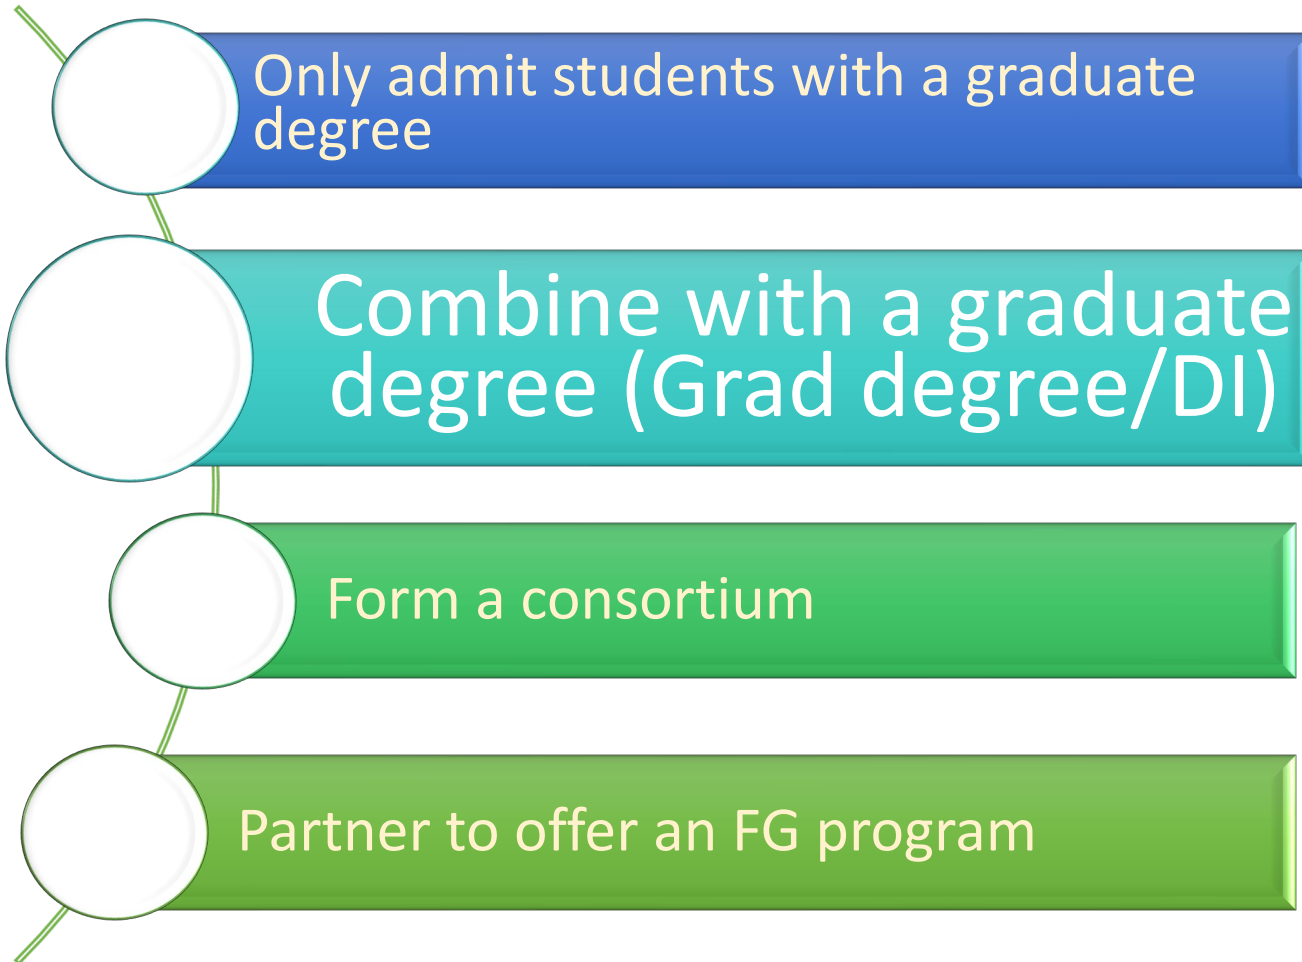 Only admit students with a graduate
degree
Combine with a graduate
degree (Grad degree/DI)
Form a consortium
Partner to offer an FG program